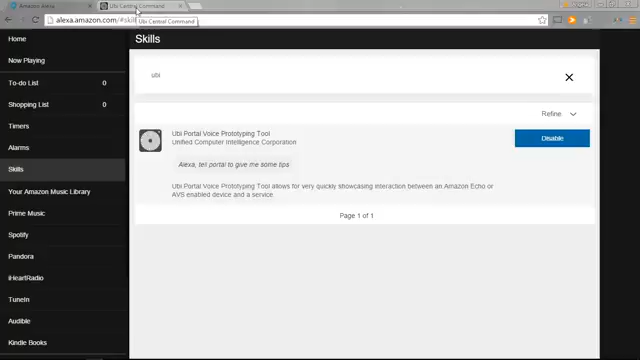 Amazon Alexa
Ubi Central Command
alexa.amazon.com/#skill
Ubi Central Command
Home
Now Playing
To-do List 0
Shopping List 0
Timers
Alarms
Skills
Your Amazon Music Library
Prime Music
Spotify
Pandora
iHeartRadio
TuneIn
Audible
Kindle Books
Skills
ubi
Refine
Ubi Portal Voice Prototyping Tool
Unified Computer Intelligence Corporation
Disable
Alexa, tell portal to give me some tips
Ubi Portal Voice Prototyping Tool allows for very quickly showcasing interaction between an Amazon Echo or
AVS enabled device and a service
Page 1 of 1